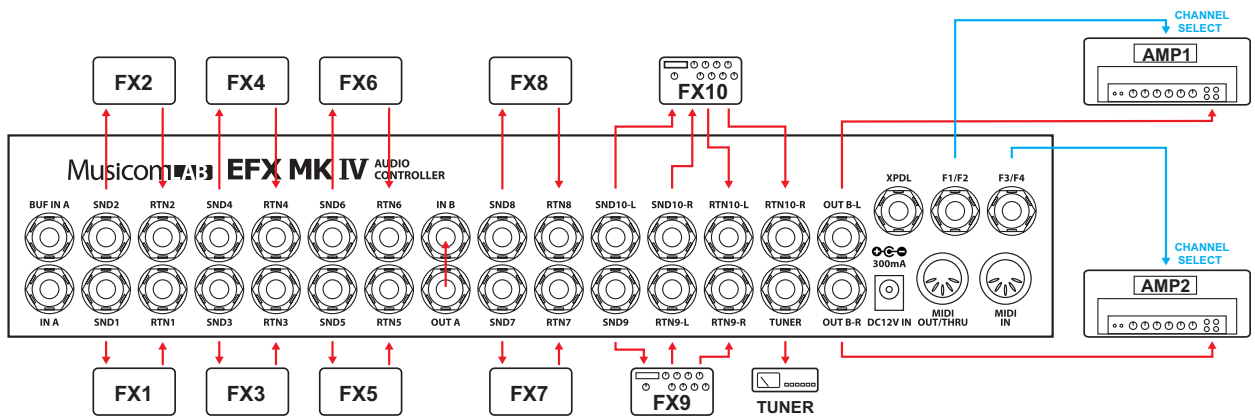 CHANNEL
SELECT
AMP1
FX2
FX4
FX6
FX8
FX10
MusicomLAB EFX MK IV AUDIO
CONTROLLER
XPDL
F1/F2
F3/F4
BUF IN A
SND2
RTN2
SND4
RTN4
SND6
RTN6
IN B
SND8
RTN8
SND10-L
SND10-R
RTN10-L
RTN10-R
OUT B-L
300mA
CHANNEL
SELECT
AMP2
IN A
SND1
RTN1
SND3
RTN3
SND5
RTN5
OUT A
SND7
RTN7
SND9
RTN9-L
RTN9-R
TUNER
OUT B-R
DC12V IN
MIDI
OUT/THRU
MIDI
IN
FX1
FX3
FX5
FX7
FX9
TUNER